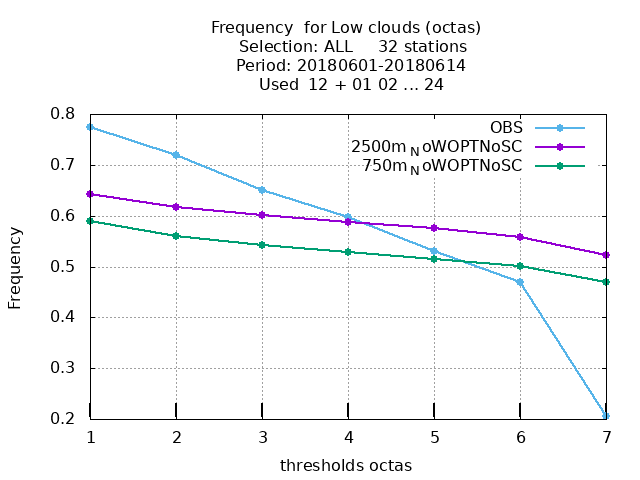 Frequency  for Low clouds (octas)
Selection: ALL     32 stations
Period: 20180601-20180614
Used  12 + 01 02 ... 24
OBS
2500m_NoWOPTNoSC
750m_NoWOPTNoSC
0.8
0.7
0.6
0.5
0.4
0.3
0.2
Frequency
1 2 3 4 5 6 7
thresholds octas